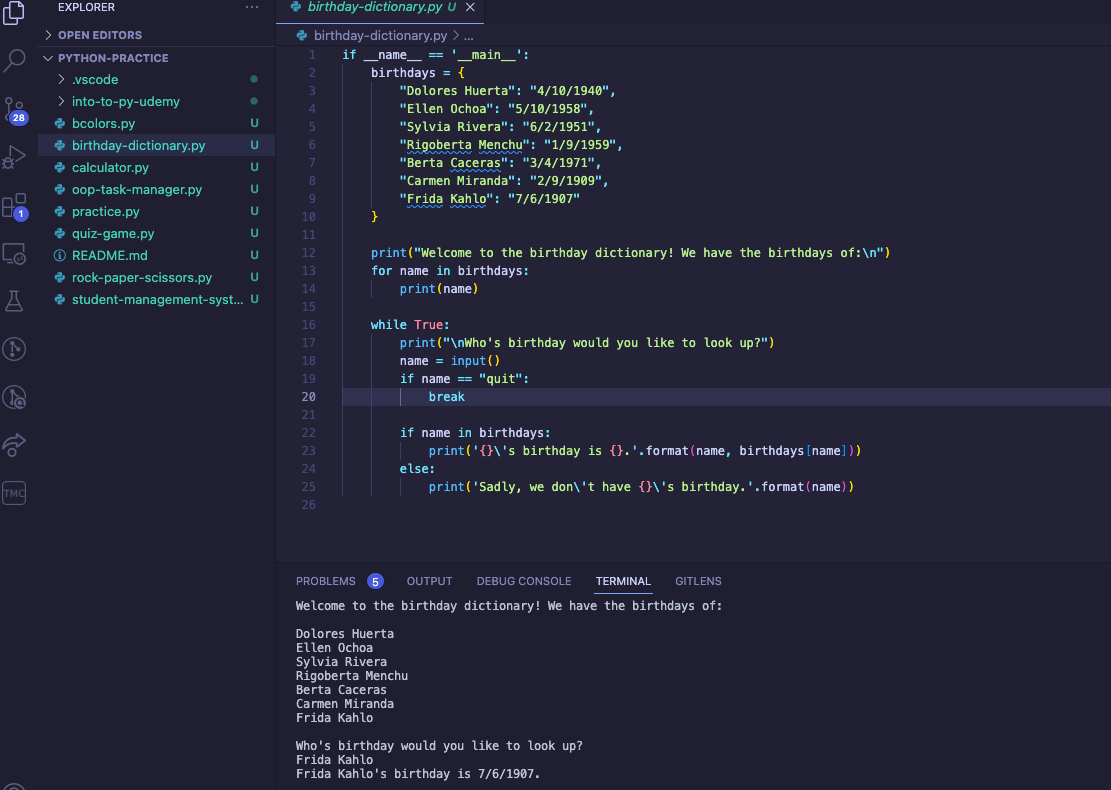 EXPLORER
···
OPEN EDITORS
PYTHON-PRACTICE
.vscode
into-to-py-udemy
bcolors.py U
birthday-dictionary.py U
calculator.py U
oop-task-manager.py U
practice.py U
quiz-game.py U
README.md U
rock-paper-scissors.py U
student-management-syst... U
28
1
TMC
birthday-dictionary.py U
birthday-dictionary.py > ...
1 if __name__ == '__main__':
2 birthdays = {
3 "Dolores Huerta": "4/10/1940",
4 "Ellen Ochoa": "5/10/1958",
5 "Sylvia Rivera": "6/2/1951",
6 "Rigoberta Menchu": "1/9/1959",
7 "Berta Caceras": "3/4/1971",
8 "Carmen Miranda": "2/9/1909",
9 "Frida Kahlo": "7/6/1907"
10 }
11
12 print("Welcome to the birthday dictionary! We have the birthdays of:\n")
13 for name in birthdays:
14 print(name)
15
16 while True:
17 print("\nWho's birthday would you like to look up?")
18 name = input()
19 if name == "quit":
20 break
21
22 if name in birthdays:
23 print('{}\'s birthday is {}.'.format(name, birthdays[name]))
24 else:
25 print('Sadly, we don\'t have {}\'s birthday.'.format(name))
26
PROBLEMS 5 OUTPUT DEBUG CONSOLE TERMINAL GITLENS
Welcome to the birthday dictionary! We have the birthdays of:
Dolores Huerta
Ellen Ochoa
Sylvia Rivera
Rigoberta Menchu
Berta Caceras
Carmen Miranda
Frida Kahlo
Who's birthday would you like to look up?
Frida Kahlo
Frida Kahlo's birthday is 7/6/1907.